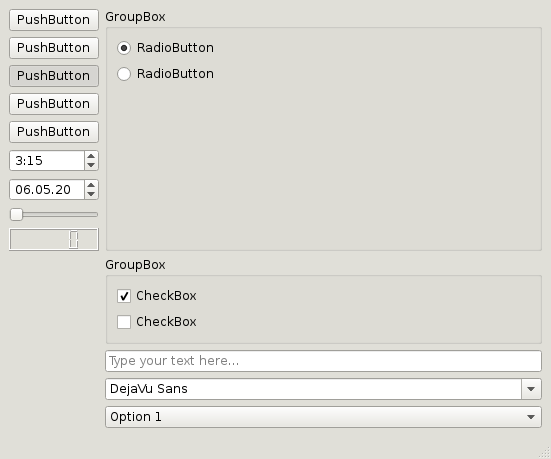 PushButton
PushButton
PushButton
PushButton
PushButton
3:15
06.05.20
GroupBox
RadioButton
RadioButton
GroupBox
CheckBox
CheckBox
Type your text here...
DejaVu Sans
Option 1